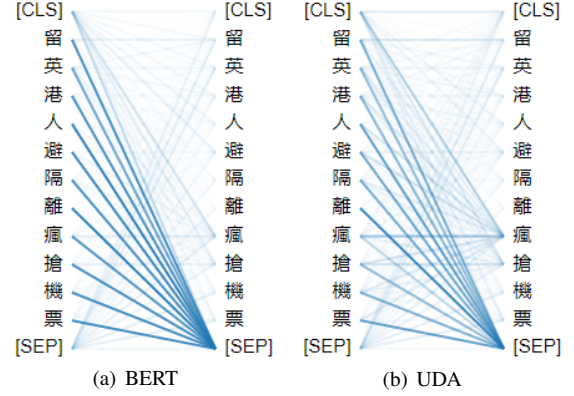 [CLS] [CLS] [CLS] [CLS]
留 留 留 留
英 英 英 英
港 港 港 港
人 人 人 人
避 避 避 避
隔 隔 隔 隔
離 離 離 離
瘋 瘋 瘋 瘋
搶 搶 搶 搶
機 機 機 機
票 票 票 票
[SEP] [SEP] [SEP] [SEP]
(a) BERT (b) UDA